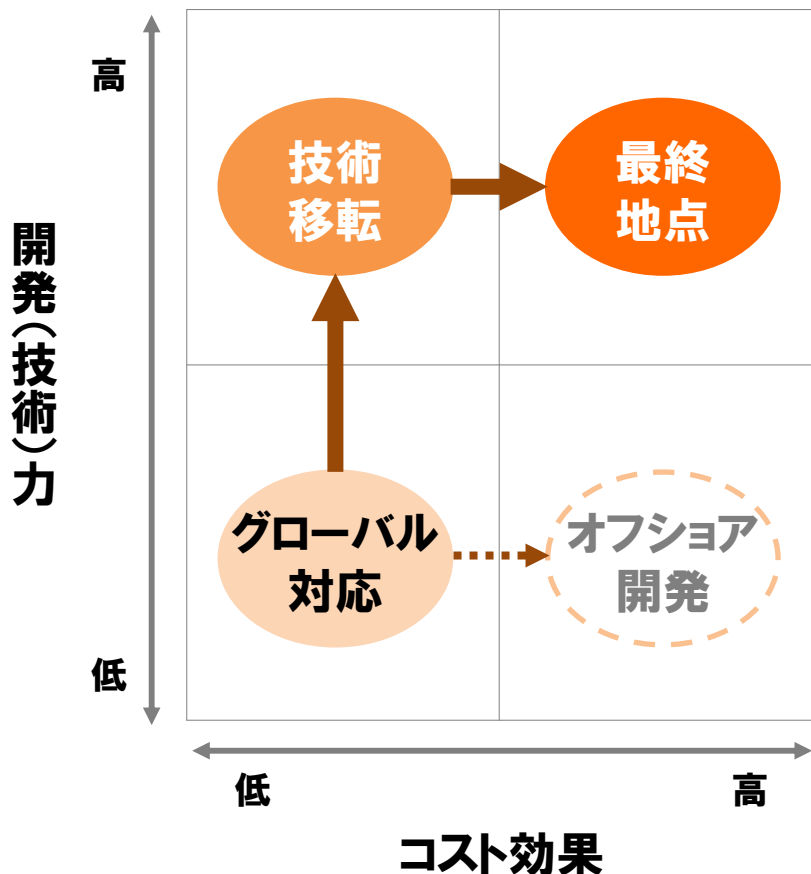 高
開発(技術)力
低
技術
移転
最終
地点
グローバル
対応
オフショア
開発
低
高
コスト効果